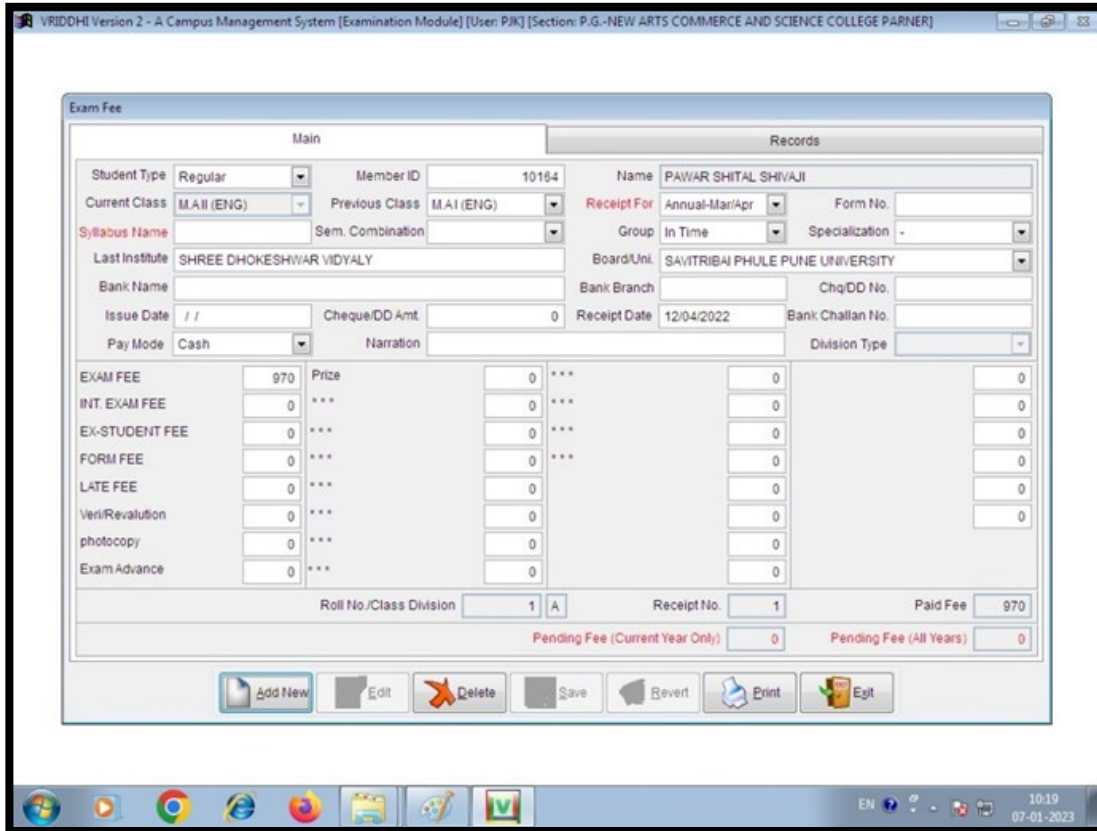 VRIDDHI Version 2 - A Campus Management System [Examination Module] [User: PJK] [Section: P.G.-NEW ARTS COMMERCE AND SCIENCE COLLEGE PARNER]
Exam Fee
Main Records
Student Type Regular Member ID 10164 Name PAWAR SHITAL SHIVAJI
Current Class M.A II (ENG) Previous Class M.A I (ENG) Receipt For Annual-Mar/Apr Form No.
Syllabus Name Sem. Combination Group In Time Specialization -
Last Institute SHREE DHOKESHWAR VIDYALY Board/Uni. SAVITRIBAI PHULE PUNE UNIVERSITY
Bank Name Bank Branch Chq/DD No.
Issue Date / / Cheque/DD Amt. 0 Receipt Date 12/04/2022 Bank Challan No.
Pay Mode Cash Narration Division Type
EXAM FEE 970 Prize 0 *** 0 0
INT. EXAM FEE 0 *** 0 *** 0 0
EX-STUDENT FEE 0 *** 0 *** 0 0
FORM FEE 0 *** 0 *** 0 0
LATE FEE 0 *** 0 0 0
Veri/Revalution 0 *** 0 0 0
photocopy 0 *** 0 0
Exam Advance 0 *** 0 0
Roll No./Class Division 1 A Receipt No. 1 Paid Fee 970
Pending Fee (Current Year Only) 0 Pending Fee (All Years) 0
Add New Edit Delete Save Revert Print Exit
EN 10:19
07-01-2023